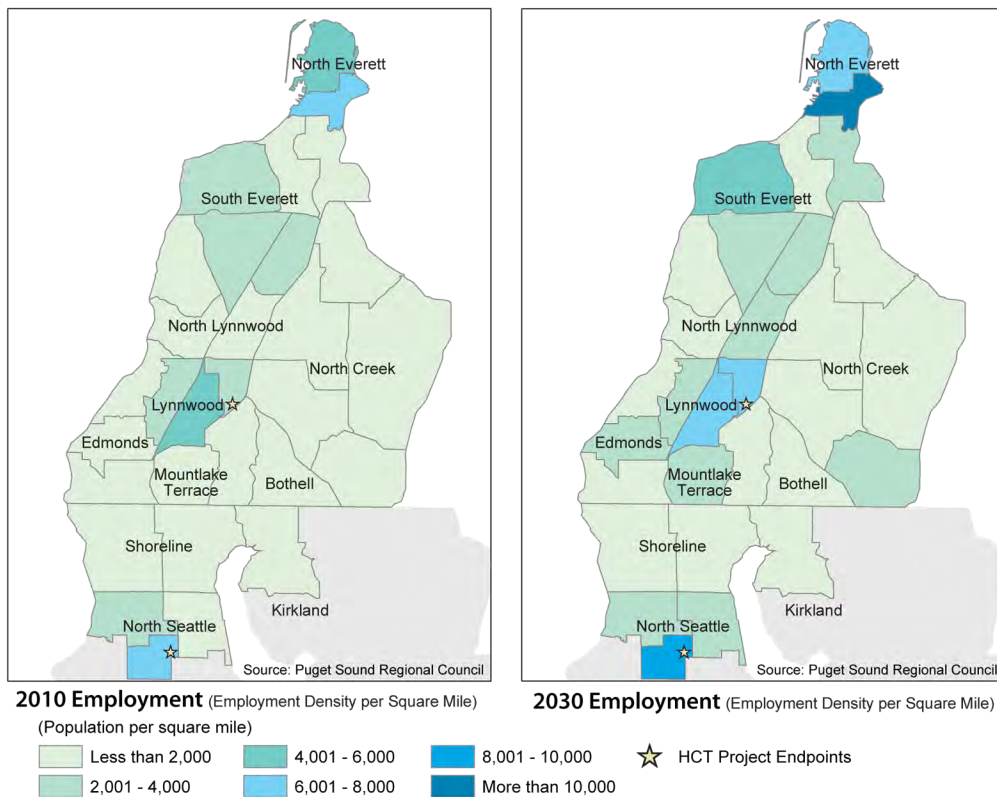 North Everett
South Everett
North Lynnwood
North Creek
Lynnwood
Edmonds
Mountlake
Terrace
Bothell
Shoreline
Kirkland
North Seattle
Source: Puget Sound Regional Council
2010 Employment (Employment Density per Square Mile)
North Everett
South Everett
North Lynnwood
North Creek
Lynnwood
Edmonds
Mountlake
Terrace
Bothell
Shoreline
Kirkland
North Seattle
Source: Puget Sound Regional Council
2030 Employment (Employment Density per Square Mile)
(Population per square mile)
Less than 2,000
2,001 - 4,000
4,001 - 6,000
6,001 - 8,000
8,001 - 10,000
More than 10,000
HCT Project Endpoints